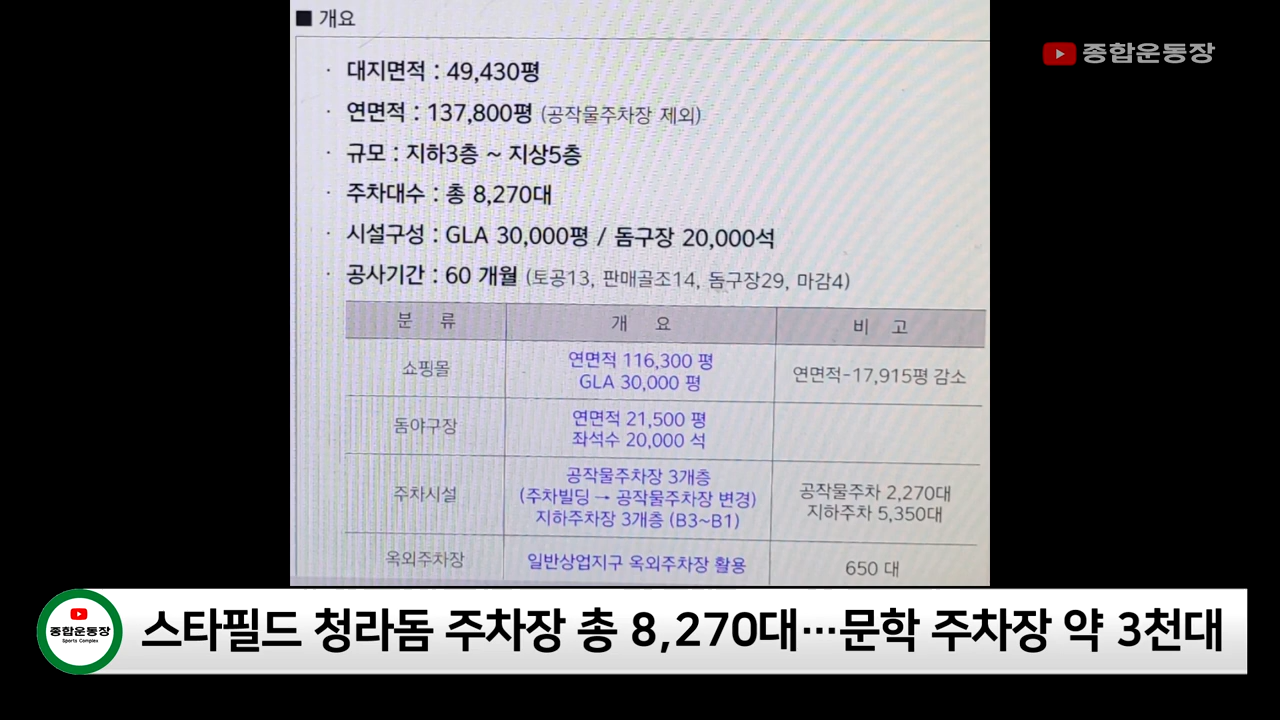 ■ 개요
종합운동장
· 대지면적 : 49,430평
· 연면적 : 137,800평 (공작물주차장 제외)
· 규모 : 지하3층 ~ 지상5층
· 주차대수 : 총 8,270대
· 시설구성 : GLA 30,000평 / 돔구장 20,000석
· 공사기간 : 60 개월 (토공13, 판매골조14, 돔구장29, 마감4)
분 류 개 요 비 고
쇼핑몰 연면적 116,300 평 연면적-17,915평 감소
GLA 30,000 평
돔야구장 연면적 21,500 평
좌석수 20,000 석
공작물주차장 3개층
주차시설 (주차빌딩 → 공작물주차장 변경) 공작물주차 2,270대
지하주차장 3개층 (B3~B1) 지하주차 5,350대
옥외주차장 일반상업지구 옥외주차장 활용 650 대
종합운동장
Sports Complex
스타필드 청라돔 주차장 총 8,270대…문학 주차장 약 3천대